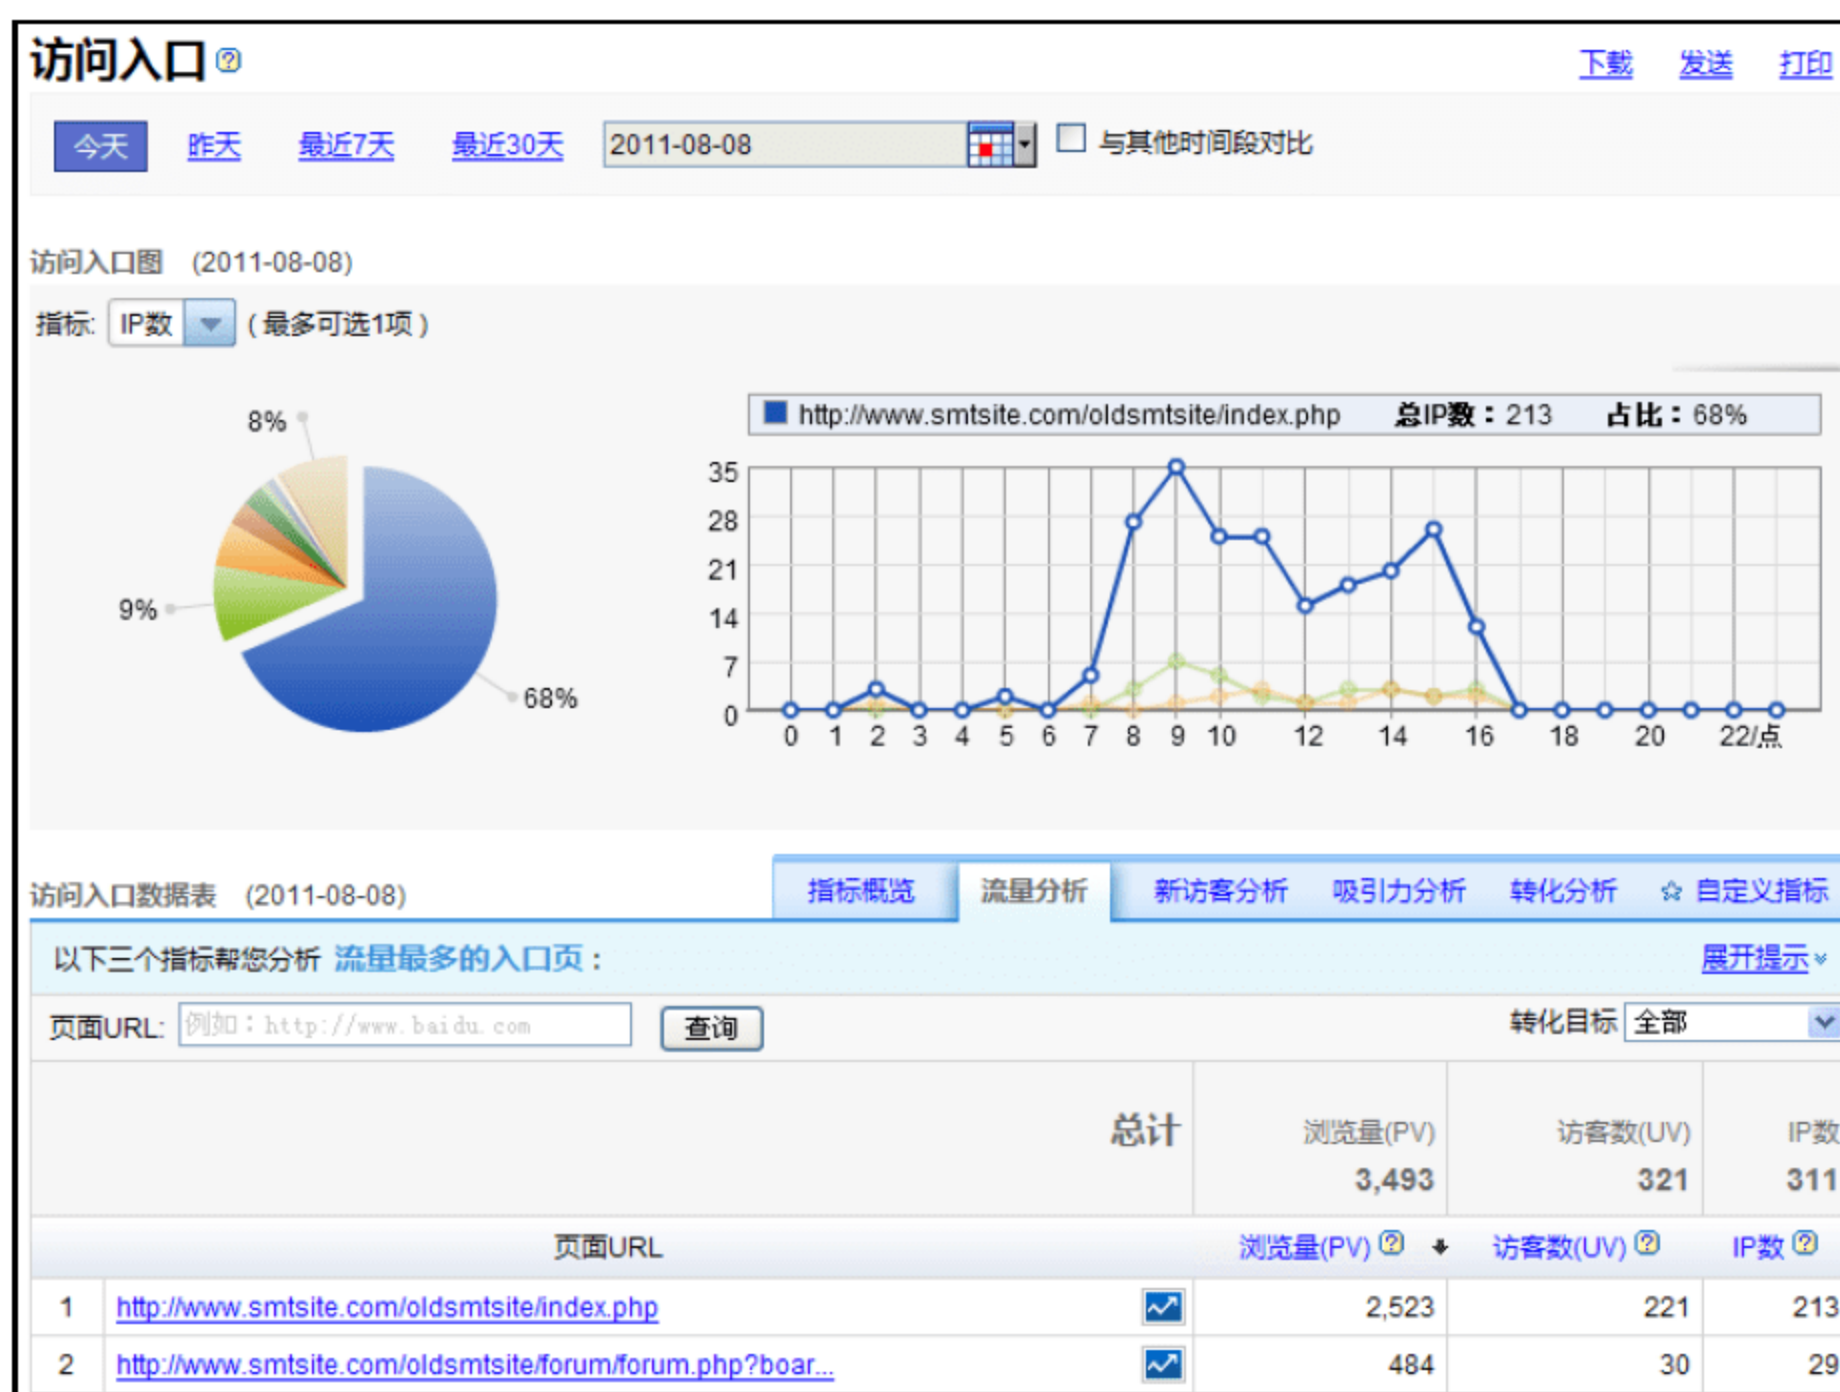 访问入口
下载 发送 打印
今天 昨天 最近7天 最近30天 2011-08-08 与其他时间段对比
访问入口图 (2011-08-08)
指标: IP数 (最多可选1项)
8%
9%
68%
http://www.smtsite.com/oldsmtsite/index.php 总IP数：213 占比：68%
35
28
21
14
7
0
0 1 2 3 4 5 6 7 8 9 10 12 14 16 18 20 22/点
访问入口数据表 (2011-08-08) 指标概览 流量分析 新访客分析 吸引力分析 转化分析 自定义指标
以下三个指标帮您分析 流量最多的入口页： 展开提示
页面URL: 例如：http://www.baidu.com 查询 转化目标 全部
总计 浏览量(PV) 访客数(UV) IP数
3,493 321 311
页面URL 浏览量(PV) 访客数(UV) IP数
1 http://www.smtsite.com/oldsmtsite/index.php 2,523 221 213
2 http://www.smtsite.com/oldsmtsite/forum/forum.php?boar... 484 30 29